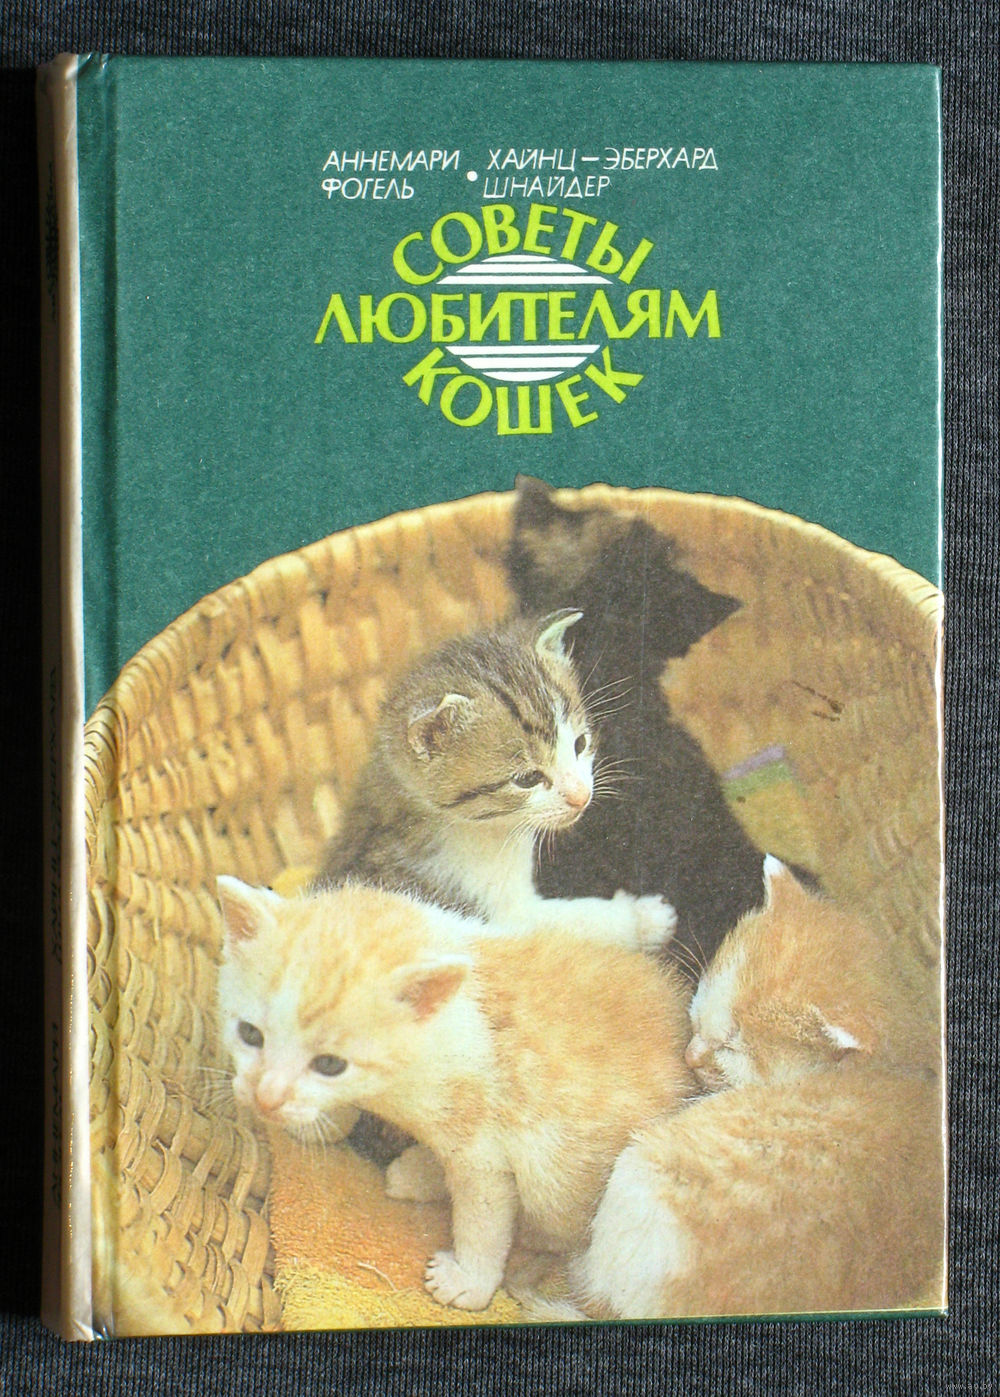 АННЕМАРИ ФОГЕЛЬ • ХАЙНЦ-ЭБЕРХАРД ШНАЙДЕР
СОВЕТЫ
ЛЮБИТЕЛЯМ
КОШЕК